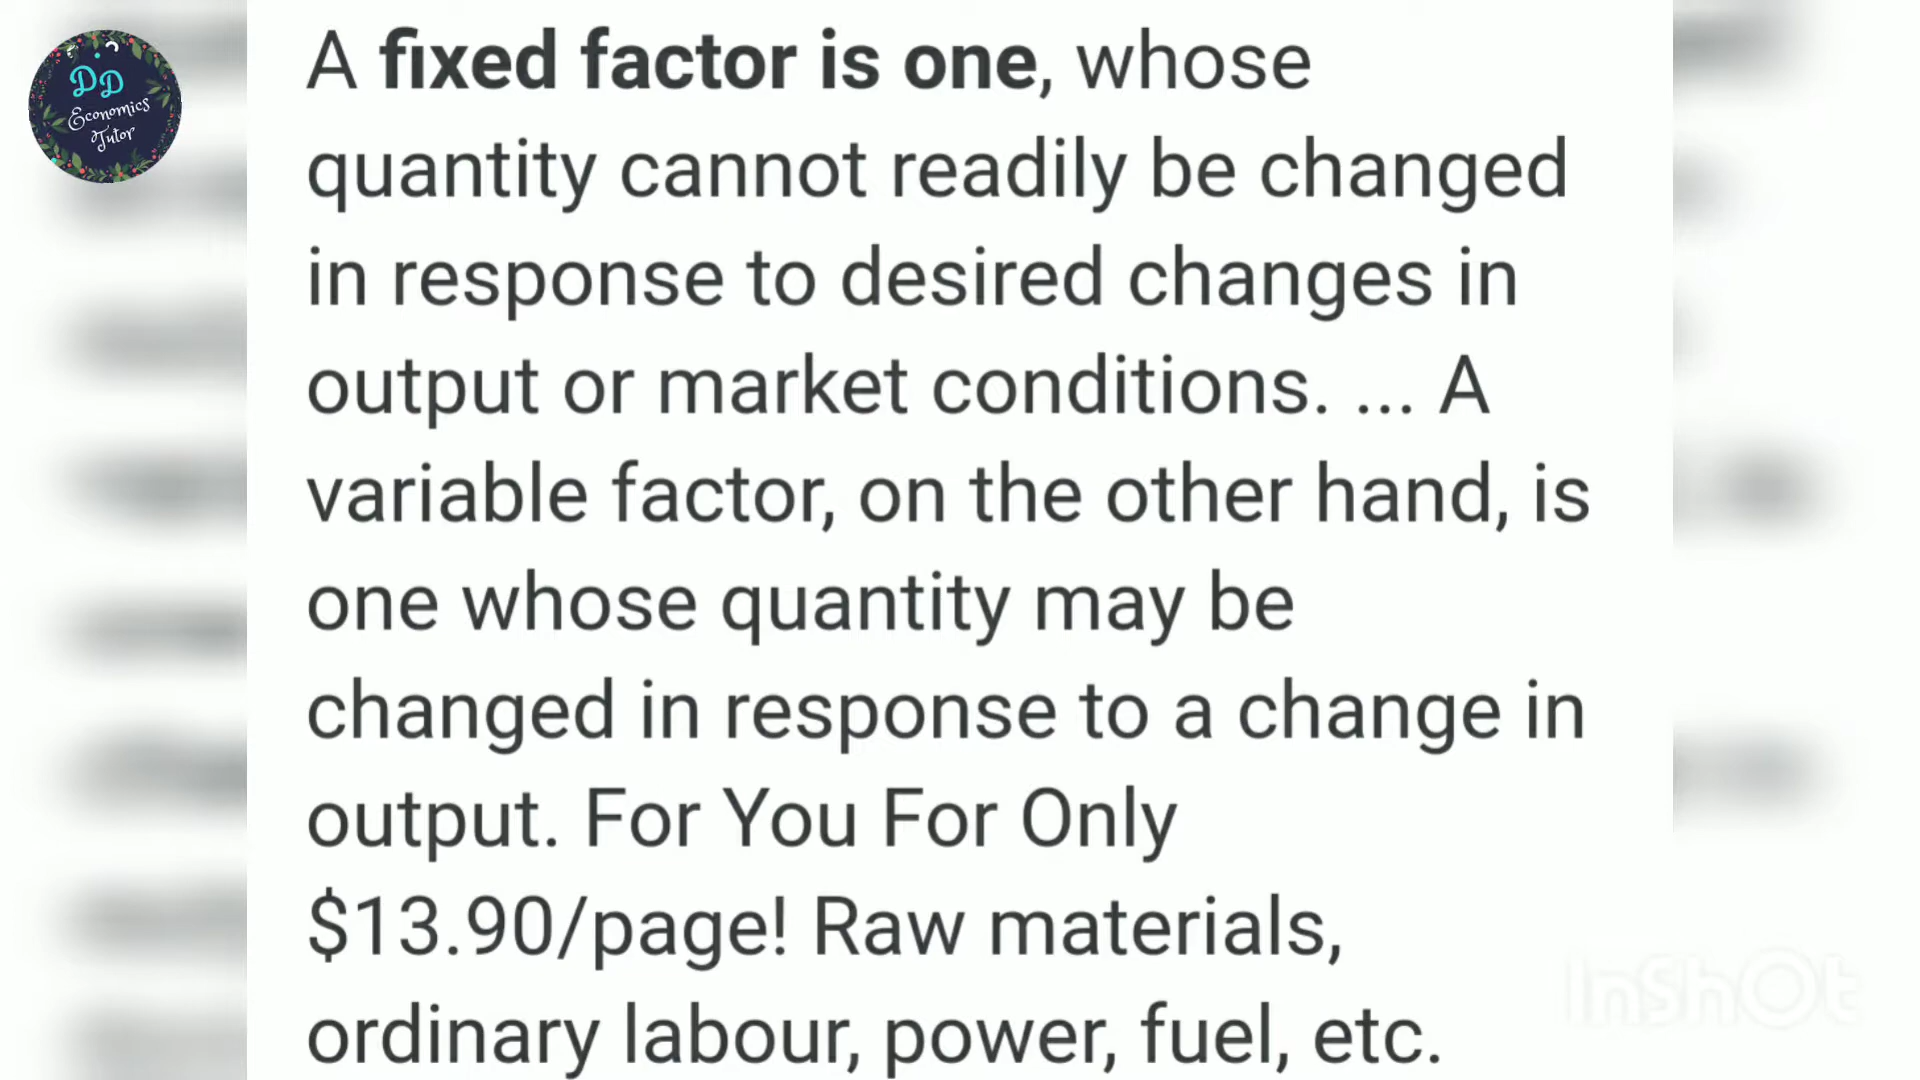 DD
Economics
Tutor
A fixed factor is one, whose
quantity cannot readily be changed
in response to desired changes in
output or market conditions. ... A
variable factor, on the other hand, is
one whose quantity may be
changed in response to a change in
output. For You For Only
$13.90/page! Raw materials,
ordinary labour, power, fuel, etc.
InShOt